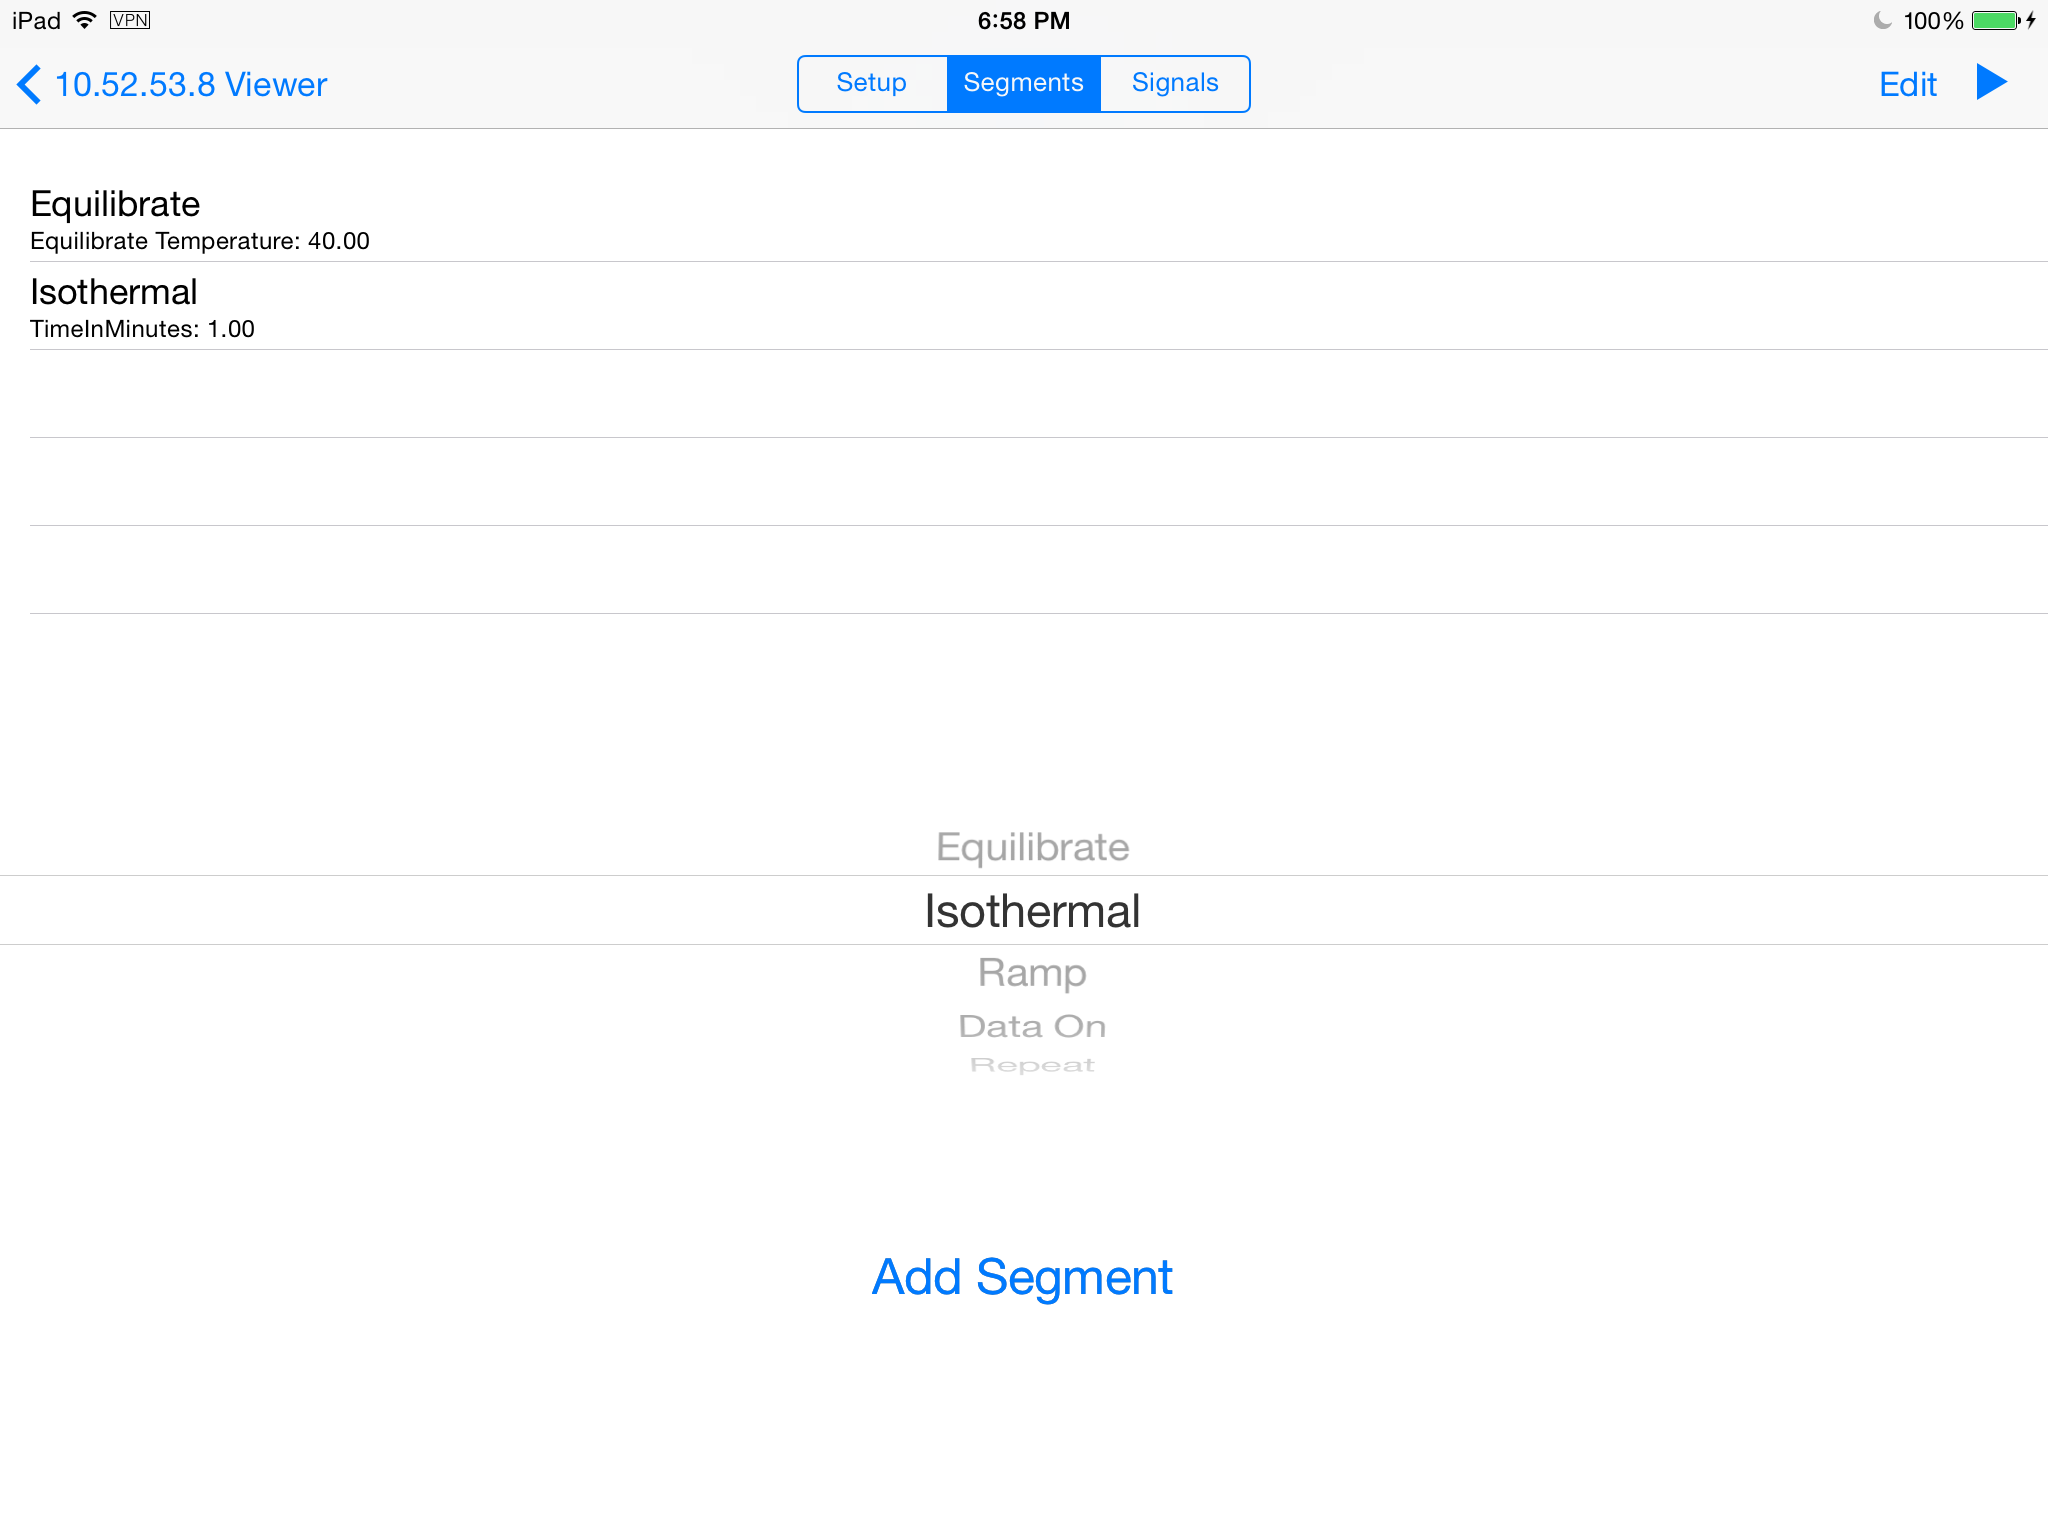 iPad VPN 6:58 PM 100%
10.52.53.8 Viewer Setup Segments Signals Edit
Equilibrate
Equilibrate Temperature: 40.00
Isothermal
TimeInMinutes: 1.00
Equilibrate
Isothermal
Ramp
Data On
Repeat
Add Segment